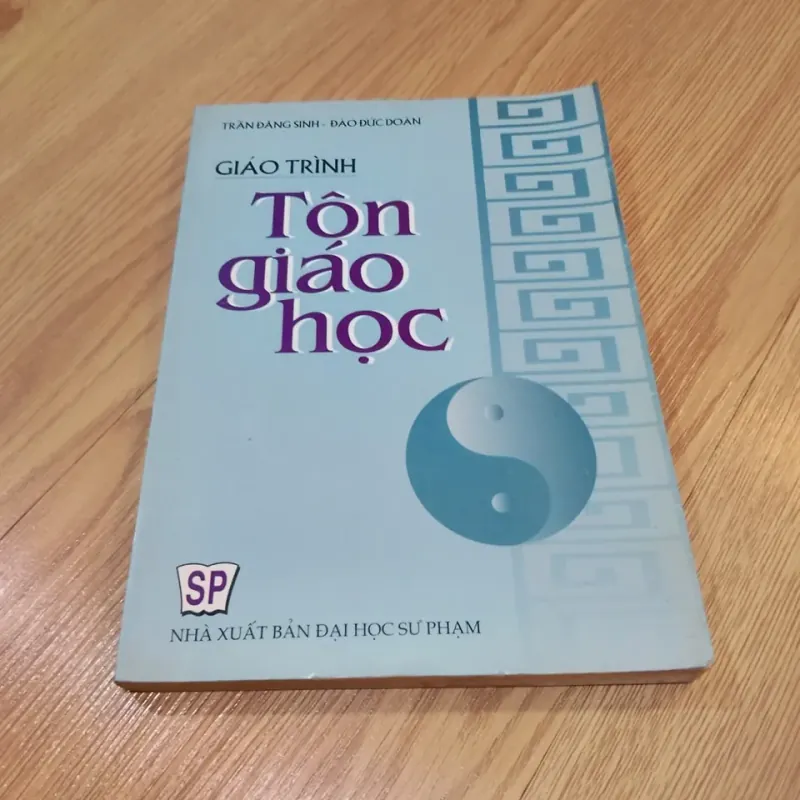 TRẦN ĐĂNG SINH - ĐÀO ĐỨC DOÃN
GIÁO TRÌNH
Tôn
giáo
học
SP
NHÀ XUẤT BẢN ĐẠI HỌC SƯ PHẠM